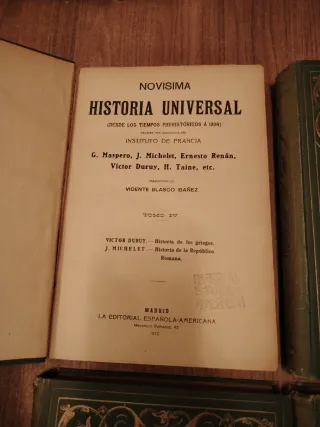 NOVISIMA
HISTORIA UNIVERSAL
(DESDE LOS TIEMPOS PREHISTÓRICOS Á 1908)
INSTITUTO DE FRANCIA
G. Maspero, J. Michelet, Ernesto Renán,
Víctor Duruy, H. Taine, etc.
VICENTE BLASCO IBAÑEZ
TOMO IV
VICTOR DURUY.—Historia de los griegos.
J. MICHELET.—Historia de la República
Romana.
MADRID
LA EDITORIAL ESPAÑOLA-AMERICANA